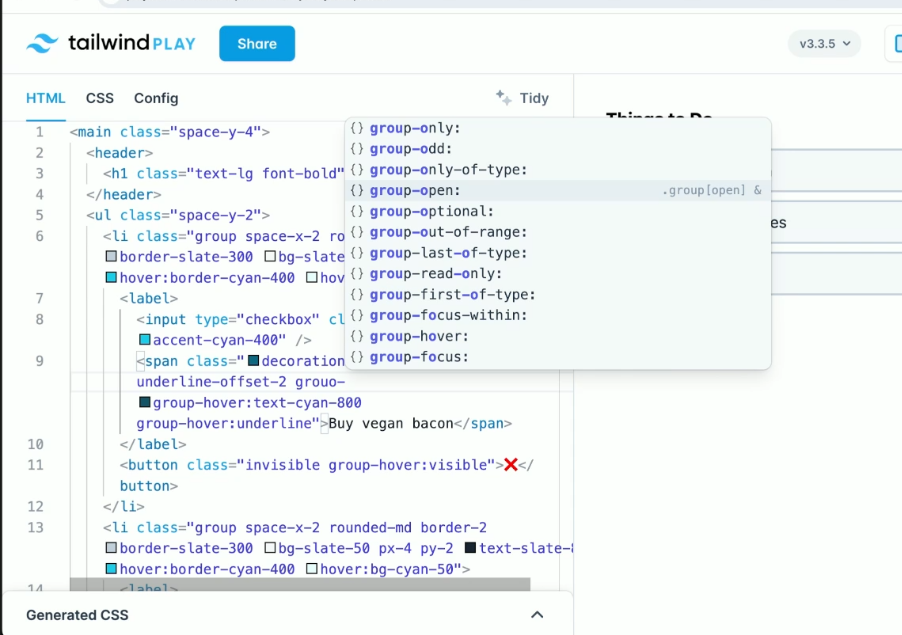 tailwind PLAY
Share
v3.3.5
HTML CSS Config
Tidy
1 <main class="space-y-4">
2 <header>
3 <h1 class="text-lg font-bold"
4 </header>
5 <ul class="space-y-2">
6 <li class="group space-x-2 ro
border-slate-300 bg-slate
hover:border-cyan-400 hov
7 <label>
8 <input type="checkbox" cl
accent-cyan-400" />
9 <span class="decoration
underline-offset-2 grouo-
group-hover:text-cyan-800
group-hover:underline">Buy vegan bacon</span>
10 </label>
11 <button class="invisible group-hover:visible">❌</
button>
12 </li>
13 <li class="group space-x-2 rounded-md border-2
border-slate-300 bg-slate-50 px-4 py-2 text-slate-8
hover:border-cyan-400 hover:bg-cyan-50">
14 <label>
{} group-only:
{} group-odd:
{} group-only-of-type:
{} group-open: .group[open] &
{} group-optional:
{} group-out-of-range:
{} group-last-of-type:
{} group-read-only:
{} group-first-of-type:
{} group-focus-within:
{} group-hover:
{} group-focus:
Things to Do
es
Generated CSS